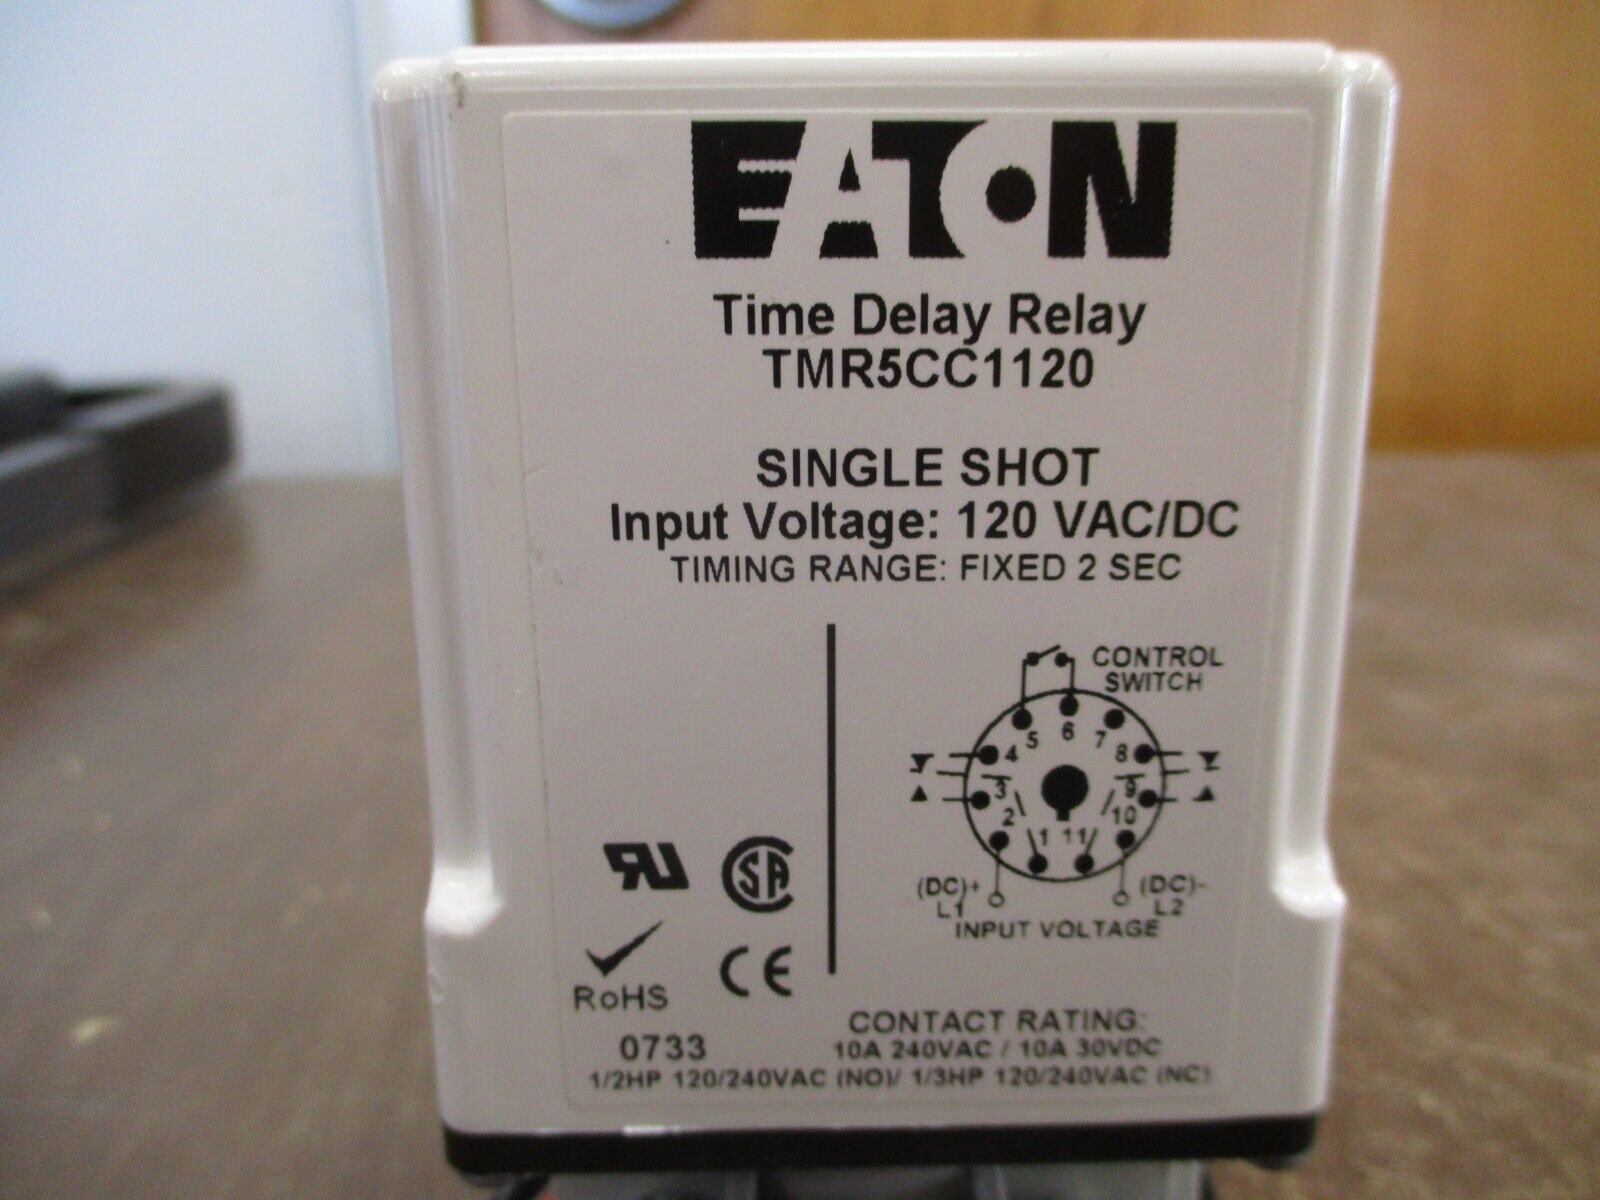 EATON
Time Delay Relay
TMR5CC1120
SINGLE SHOT
Input Voltage: 120 VAC/DC
TIMING RANGE: FIXED 2 SEC
CONTROL
SWITCH
5 6 7
4 8
3 9
2 10
1 11
(DC)+ (DC)-
L1 L2
INPUT VOLTAGE
RU SA
RoHS CE
0733
CONTACT RATING:
10A 240VAC / 10A 30VDC
1/2HP 120/240VAC (NO)/ 1/3HP 120/240VAC (NC)